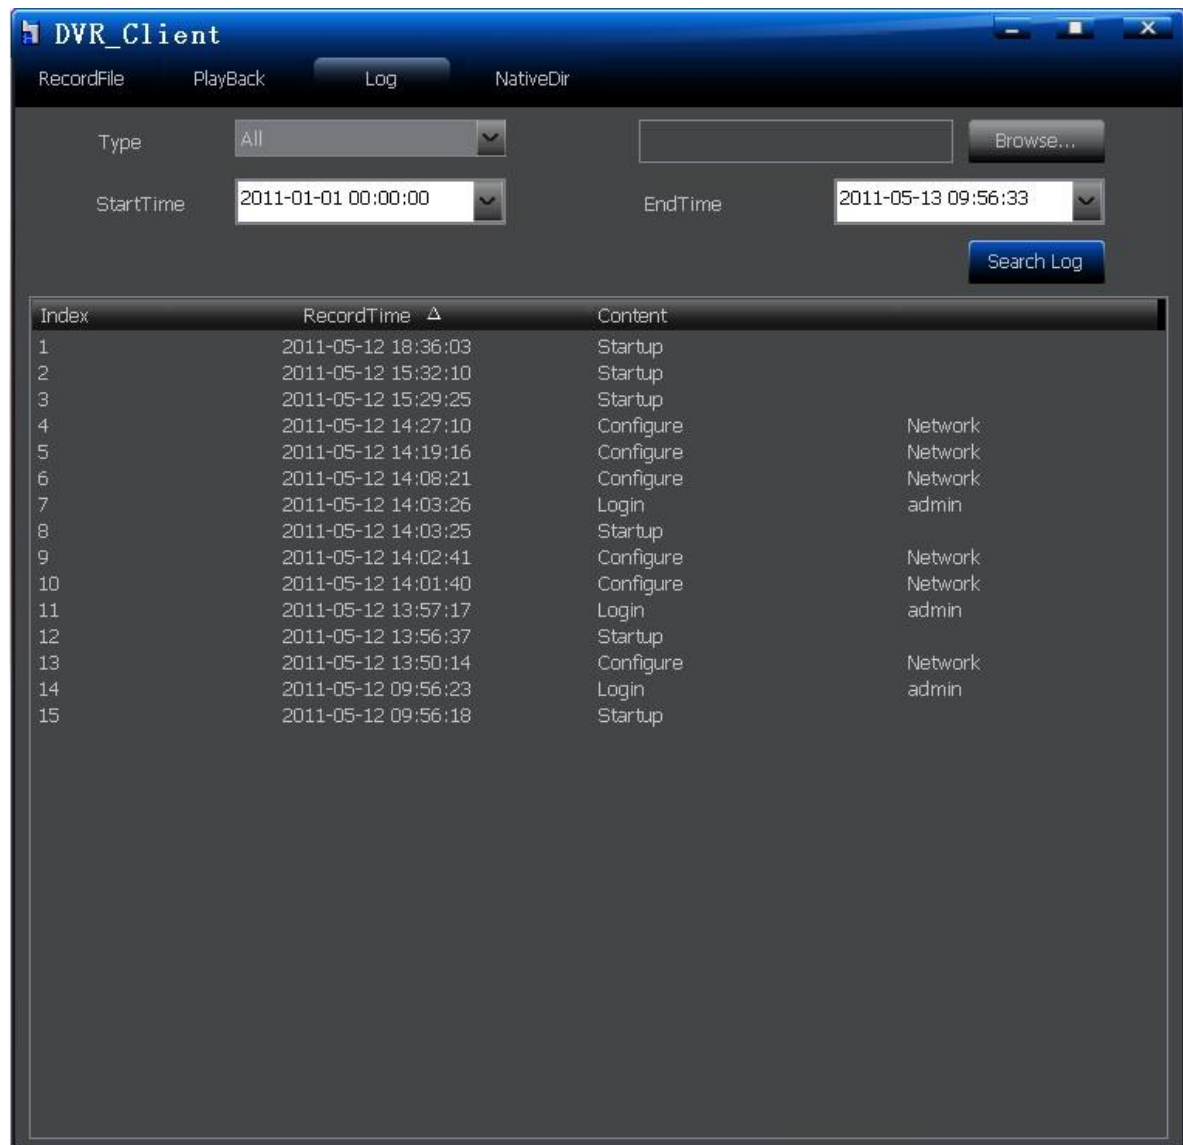 DVR_Client
RecordFile PlayBack Log NativeDir
Type All Browse...
StartTime 2011-01-01 00:00:00 EndTime 2011-05-13 09:56:33
Search Log
Index RecordTime Δ Content
1 2011-05-12 18:36:03 Startup
2 2011-05-12 15:32:10 Startup
3 2011-05-12 15:29:25 Startup
4 2011-05-12 14:27:10 Configure Network
5 2011-05-12 14:19:16 Configure Network
6 2011-05-12 14:08:21 Configure Network
7 2011-05-12 14:03:26 Login admin
8 2011-05-12 14:03:25 Startup
9 2011-05-12 14:02:41 Configure Network
10 2011-05-12 14:01:40 Configure Network
11 2011-05-12 13:57:17 Login admin
12 2011-05-12 13:56:37 Startup
13 2011-05-12 13:50:14 Configure Network
14 2011-05-12 09:56:23 Login admin
15 2011-05-12 09:56:18 Startup